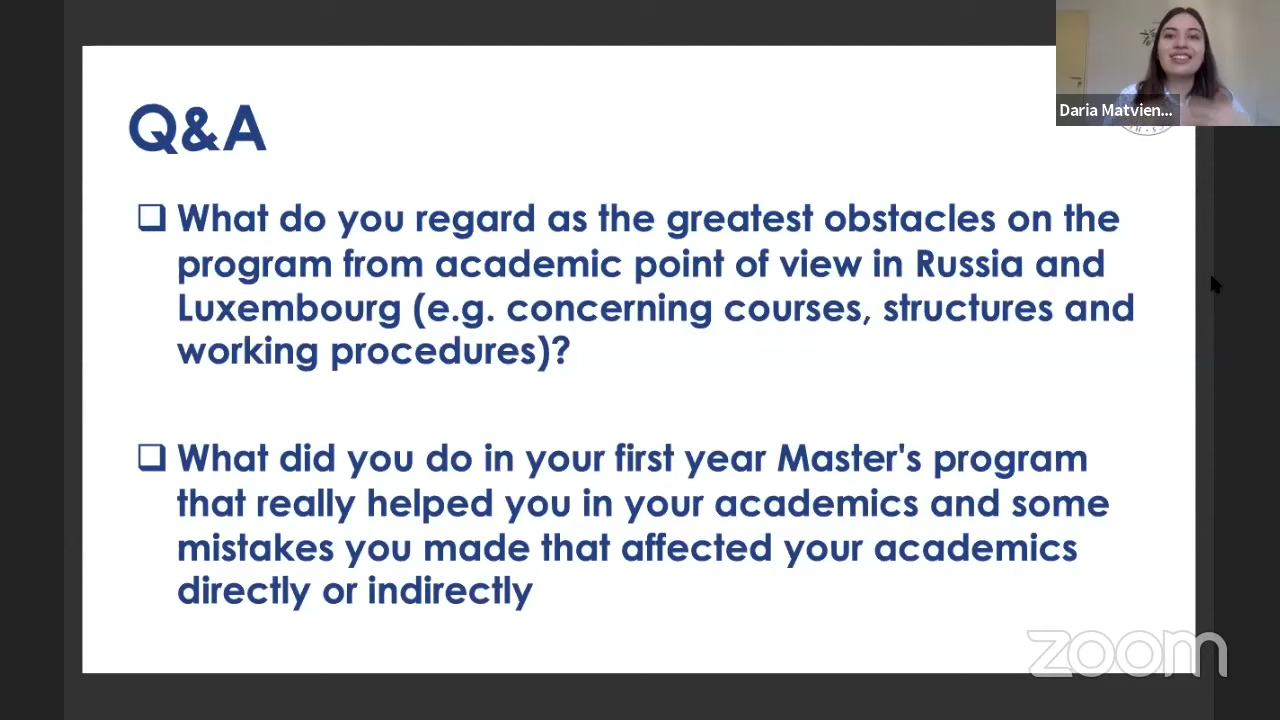 Daria Matvien...
Q&A
❑ What do you regard as the greatest obstacles on the
program from academic point of view in Russia and
Luxembourg (e.g. concerning courses, structures and
working procedures)?
❑ What did you do in your first year Master's program
that really helped you in your academics and some
mistakes you made that affected your academics
directly or indirectly
zoom